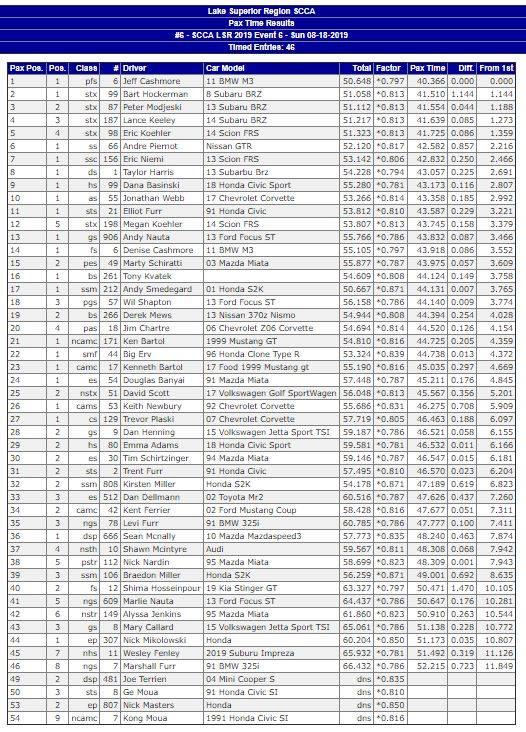 Lake Superior Region SCCA
Pax Time Results
#6 - SCCA LSR 2019 Event 6 - Sun 08-18-2019
Timed Entries: 46
Pax Pos. Pos. Class # Driver Car Model Total Factor Pax Time Diff. From 1st
1 1 pfs 6 Jeff Cashmore 11 BMW M3 50.648 *0.797 40.366 0.000 0.000
2 1 stx 99 Bart Hockerman 8 Subaru BRZ 51.058 *0.813 41.510 1.144 1.144
3 2 stx 87 Peter Modjeski 13 Subaru BRZ 51.112 *0.813 41.554 0.044 1.188
4 3 stx 187 Lance Keeley 14 Subaru BRZ 51.217 *0.813 41.639 0.085 1.273
5 4 stx 98 Eric Koehler 14 Scion FRS 51.323 *0.813 41.725 0.086 1.359
6 1 ss 66 Andre Piernot Nissan GTR 52.120 *0.817 42.582 0.857 2.216
7 1 ssc 156 Eric Niemi 13 Scion FRS 53.142 *0.806 42.832 0.250 2.466
8 1 ds 1 Taylor Harris 13 Subarbu Brz 54.228 *0.794 43.057 0.225 2.691
9 1 hs 99 Dana Basinski 18 Honda Civic Sport 55.280 *0.781 43.173 0.116 2.807
10 1 as 55 Jonathan Webb 17 Chevrolet Corvette 53.266 *0.814 43.358 0.185 2.992
11 1 sts 21 Elliot Furr 91 Honda Civic 53.812 *0.810 43.587 0.229 3.221
12 5 stx 198 Megan Koehler 14 Scion FRS 53.807 *0.813 43.745 0.158 3.379
13 1 gs 906 Andy Nauta 13 Ford Focus ST 55.766 *0.786 43.832 0.087 3.466
14 1 fs 6 Denise Cashmore 11 BMW M3 55.105 *0.797 43.918 0.086 3.552
15 2 pes 49 Marty Schiratti 03 Mazda Miata 55.877 *0.787 43.975 0.057 3.609
16 1 bs 261 Tony Kvatek 54.609 *0.808 44.124 0.149 3.758
17 1 ssm 212 Andy Smedegard 01 Honda S2K 50.667 *0.871 44.131 0.007 3.765
18 3 pgs 57 Wil Shapton 13 Ford Focus ST 56.158 *0.786 44.140 0.009 3.774
19 2 bs 266 Derek Mews 13 Nissan 370z Nismo 54.944 *0.808 44.394 0.254 4.028
20 4 pas 18 Jim Chartre 06 Chevrolet Z06 Corvette 54.694 *0.814 44.520 0.126 4.154
21 1 ncamc 171 Ken Bartol 1999 Mustang GT 54.810 *0.816 44.725 0.205 4.359
22 1 smf 44 Big Erv 96 Honda Clone Type R 53.324 *0.839 44.738 0.013 4.372
23 1 camc 17 Kenneth Bartol 17 Food 1999 Mustang gt 55.190 *0.816 45.035 0.297 4.669
24 1 es 54 Douglas Banyai 91 Mazda Miata 57.448 *0.787 45.211 0.176 4.845
25 2 nstx 51 David Scott 17 Volkswagen Golf SportWagen 56.048 *0.813 45.567 0.356 5.201
26 1 cams 53 Keith Newbury 92 Chevrolet Corvette 55.686 *0.831 46.275 0.708 5.909
27 1 cs 129 Trevor Plaski 07 Chevrolet Corvette 57.719 *0.805 46.463 0.188 6.097
28 2 gs 9 Dan Henning 15 Volkswagen Jetta Sport TSI 59.187 *0.786 46.521 0.058 6.155
29 2 hs 80 Emma Adams 18 Honda Civic Sport 59.581 *0.781 46.532 0.011 6.166
30 2 es 30 Tim Schirtzinger 94 Mazda Miata 59.146 *0.787 46.547 0.015 6.181
31 2 sts 2 Trent Furr 91 Honda Civic 57.495 *0.810 46.570 0.023 6.204
32 2 ssm 808 Kirsten Miller Honda S2K 54.178 *0.871 47.189 0.619 6.823
33 3 es 512 Dan Dellmann 02 Toyota Mr2 60.516 *0.787 47.626 0.437 7.260
34 2 camc 42 Kent Ferrier 02 Ford Mustang Coup 58.428 *0.816 47.677 0.051 7.311
35 3 ngs 78 Levi Furr 91 BMW 325i 60.785 *0.786 47.777 0.100 7.411
36 1 dsp 666 Sean Mcnally 10 Mazda Mazdaspeed3 57.773 *0.835 48.240 0.463 7.874
37 4 nsth 10 Shawn Mcintyre Audi 59.567 *0.811 48.308 0.068 7.942
38 5 pstr 112 Nick Nardin 95 Mazda Miata 58.699 *0.823 48.309 0.001 7.943
39 3 ssm 106 Braedon Miller Honda S2K 56.259 *0.871 49.001 0.692 8.635
40 2 fs 12 Shima Hosseinpour 19 Kia Stinger GT 63.327 *0.797 50.471 1.470 10.105
41 5 ngs 609 Marlie Nauta 13 Ford Focus ST 64.437 *0.786 50.647 0.176 10.281
42 6 nstr 149 Alyssa Jenkins 95 Mazda Miata 61.860 *0.823 50.910 0.263 10.544
43 3 gs 8 Mary Callard 15 Volkswagen Jetta Sport TSI 65.061 *0.786 51.138 0.228 10.772
44 1 ep 307 Nick Mikolowski Honda 60.204 *0.850 51.173 0.035 10.807
45 7 nhs 11 Wesley Fenley 2019 Suburu Impreza 65.932 *0.781 51.492 0.319 11.126
46 8 ngs 7 Marshall Furr 91 BMW 325i 66.432 *0.786 52.215 0.723 11.849
49 2 dsp 481 Joe Terrien 04 Mini Cooper S dns *0.835
50 3 sts 8 Ge Moua 91 Honda Civic SI dns *0.810
53 2 ep 807 Nick Masters Honda dns *0.850
54 9 ncamc 7 Kong Moua 1991 Honda Civic SI dns *0.816